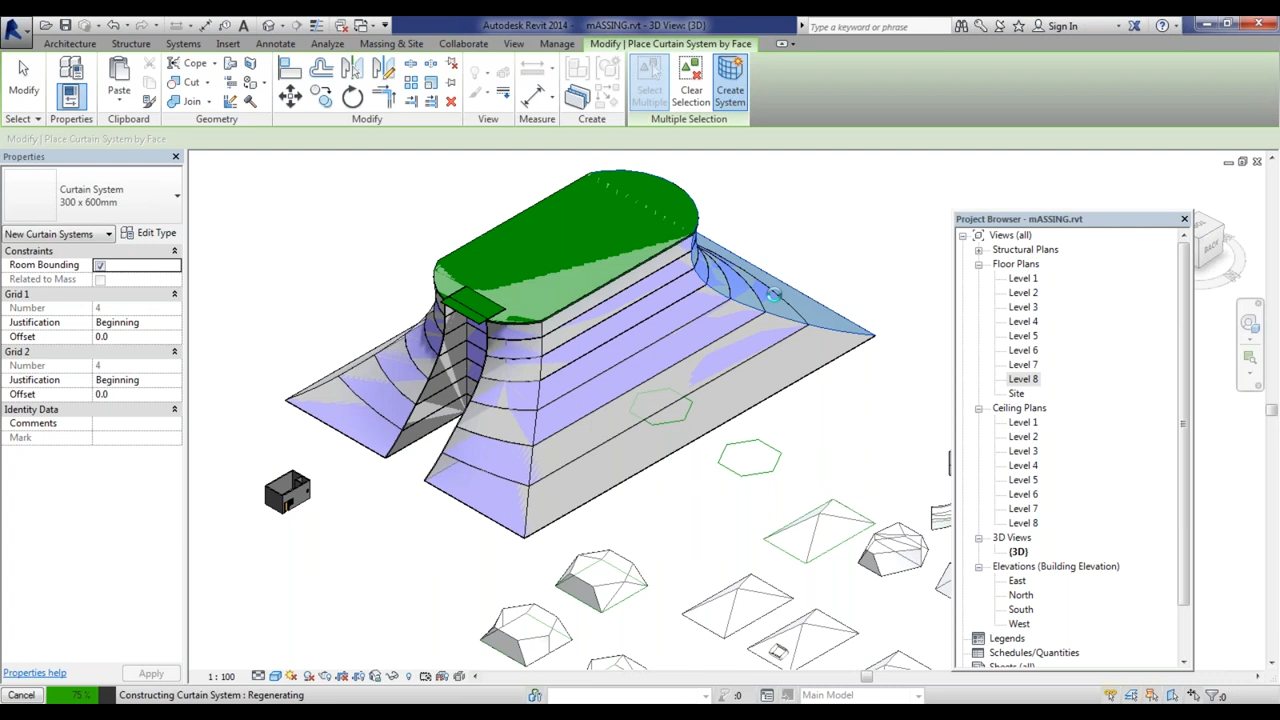 Autodesk Revit 2014 - mASSING.rvt - 3D View: {3D}
Type a keyword or phrase
Sign In
Architecture Structure Systems Insert Annotate Analyze Massing & Site Collaborate View Manage Modify | Place Curtain System by Face
Modify
Paste
Cope
Cut
Join
Select Multiple
Clear Selection
Create System
Select Properties Clipboard Geometry Modify View Measure Create Multiple Selection
Modify | Place Curtain System by Face
Properties
Curtain System
300 x 600mm
New Curtain Systems Edit Type
Constraints
Room Bounding
Related to Mass
Grid 1
Number 4
Justification Beginning
Offset 0.0
Grid 2
Number 4
Justification Beginning
Offset 0.0
Identity Data
Comments
Mark
Properties help Apply
Project Browser - mASSING.rvt
Views (all)
Structural Plans
Floor Plans
Level 1
Level 2
Level 3
Level 4
Level 5
Level 6
Level 7
Level 8
Site
Ceiling Plans
Level 1
Level 2
Level 3
Level 4
Level 5
Level 6
Level 7
Level 8
3D Views
{3D}
Elevations (Building Elevation)
East
North
South
West
Legends
Schedules/Quantities
Sheets (all)
BACK
1 : 100
Cancel 75 % Constructing Curtain System : Regenerating :0 Main Model :0